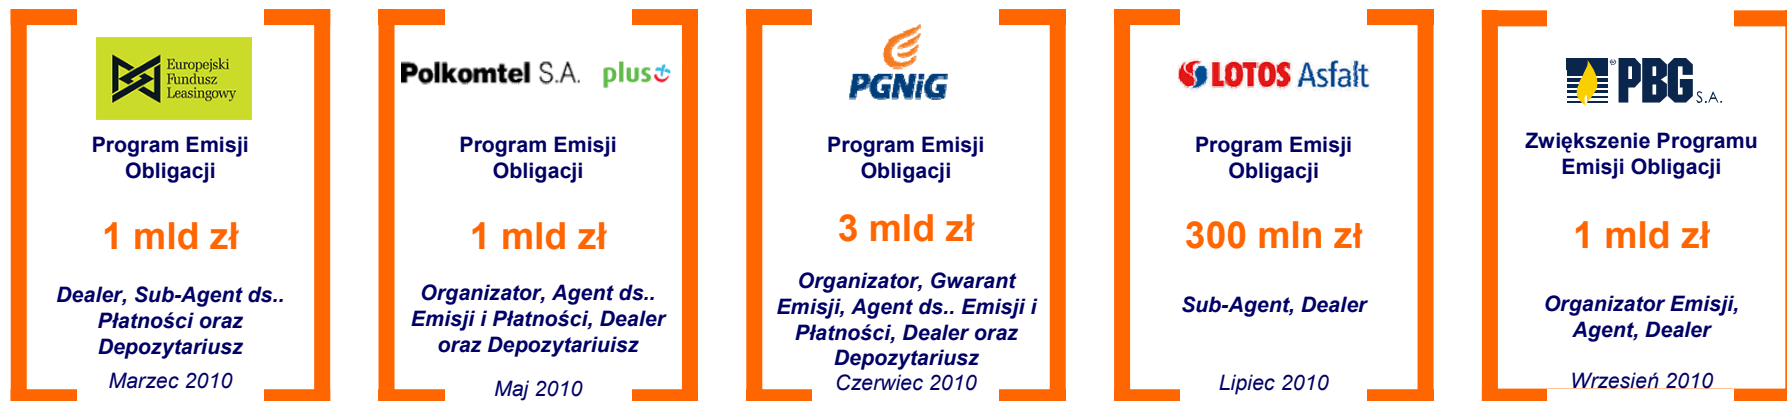 Europejski
Fundusz
Leasingowy
Program Emisji
Obligacji
1 mld zł
Dealer, Sub-Agent ds..
Płatności oraz
Depozytariusz
Marzec 2010
Polkomtel S.A. plus
Program Emisji
Obligacji
1 mld zł
Organizator, Agent ds..
Emisji i Płatności, Dealer
oraz Depozytariuisz
Maj 2010
PGNiG
Program Emisji
Obligacji
3 mld zł
Organizator, Gwarant
Emisji, Agent ds.. Emisji i
Płatności, Dealer oraz
Depozytariusz
Czerwiec 2010
LOTOS Asfalt
Program Emisji
Obligacji
300 mln zł
Sub-Agent, Dealer
Lipiec 2010
® PBG S.A.
Zwiększenie Programu
Emisji Obligacji
1 mld zł
Organizator Emisji,
Agent, Dealer
Wrzesień 2010